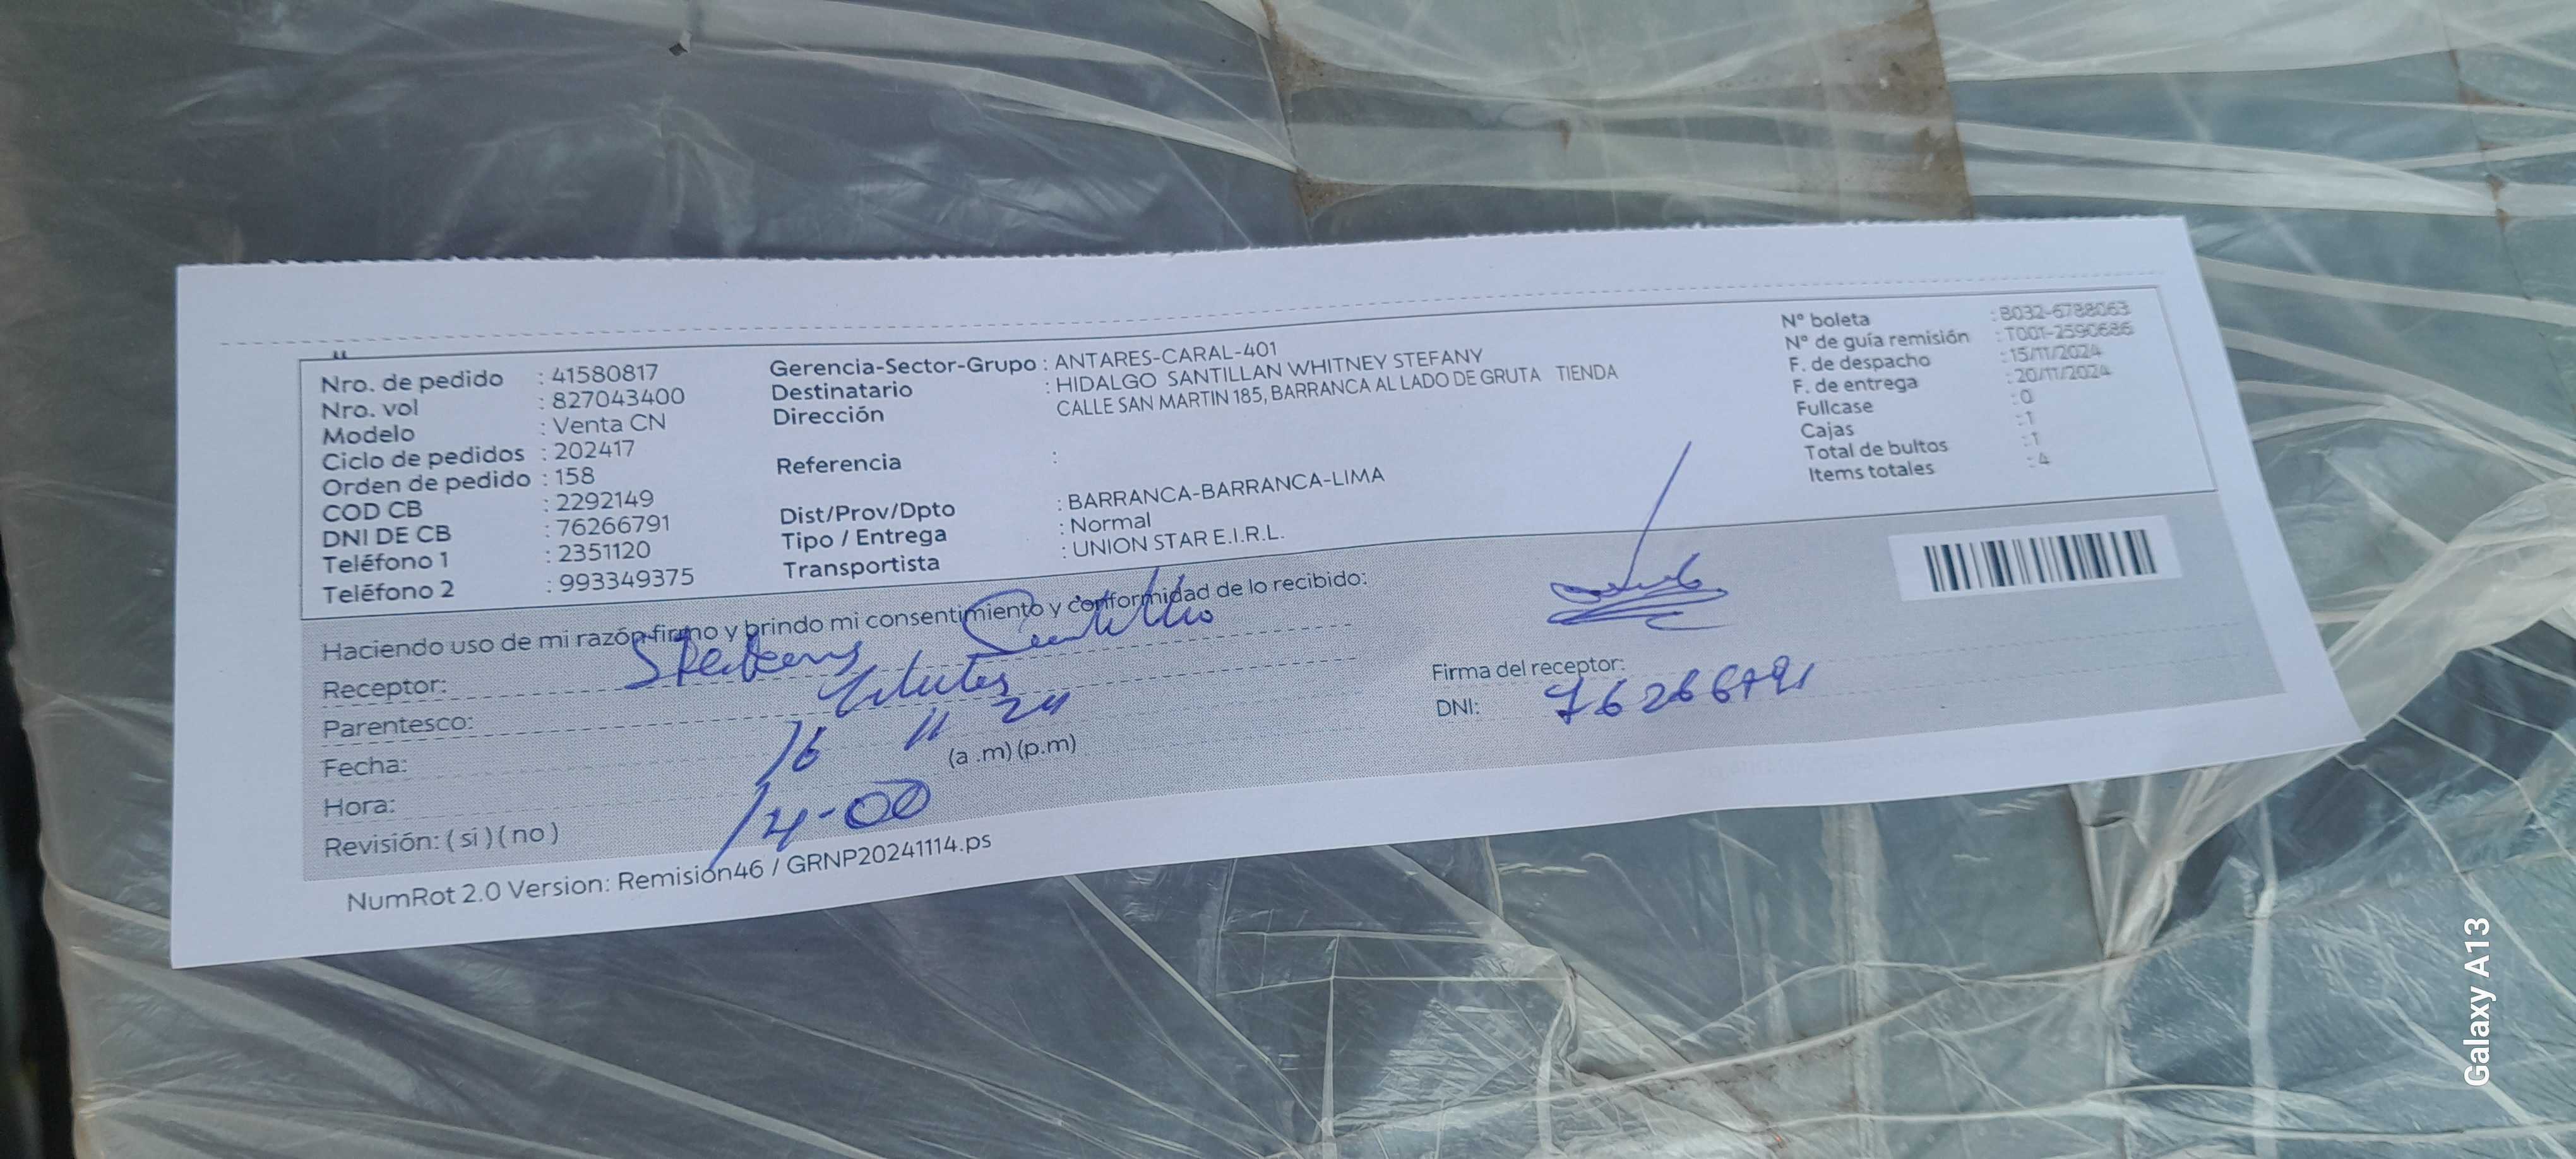 Nro. de pedido : 41580817
Nro. vol : 827043400
Modelo : Venta CN
Ciclo de pedidos : 202417
Orden de pedido : 158
COD CB : 2292149
DNI DE CB : 76266791
Teléfono 1 : 2351120
Teléfono 2 : 993349375
Gerencia-Sector-Grupo : ANTARES-CARAL-401
Destinatario : HIDALGO SANTILLAN WHITNEY STEFANY
Dirección CALLE SAN MARTIN 185, BARRANCA AL LADO DE GRUTA TIENDA
Referencia :
Dist/Prov/Dpto : BARRANCA-BARRANCA-LIMA
Tipo / Entrega : Normal
Transportista : UNION STAR E.I.R.L.
N° boleta : B032-6788063
N° de guía remisión : T001-2590686
F. de despacho : 15/11/2024
F. de entrega : 20/11/2024
Fullcase : 0
Cajas : 1
Total de bultos : 1
Items totales : 4
Haciendo uso de mi razón firmo y brindo mi consentimiento y conformidad de lo recibido:
Receptor:
Parentesco:
Fecha: 16 11 24
Hora: 14-00 (a .m) (p.m)
Revisión: ( si ) ( no )
Firma del receptor:
DNI: 76266791
NumRot 2.0 Version: Remisión46 / GRNP20241114.ps
Galaxy A13